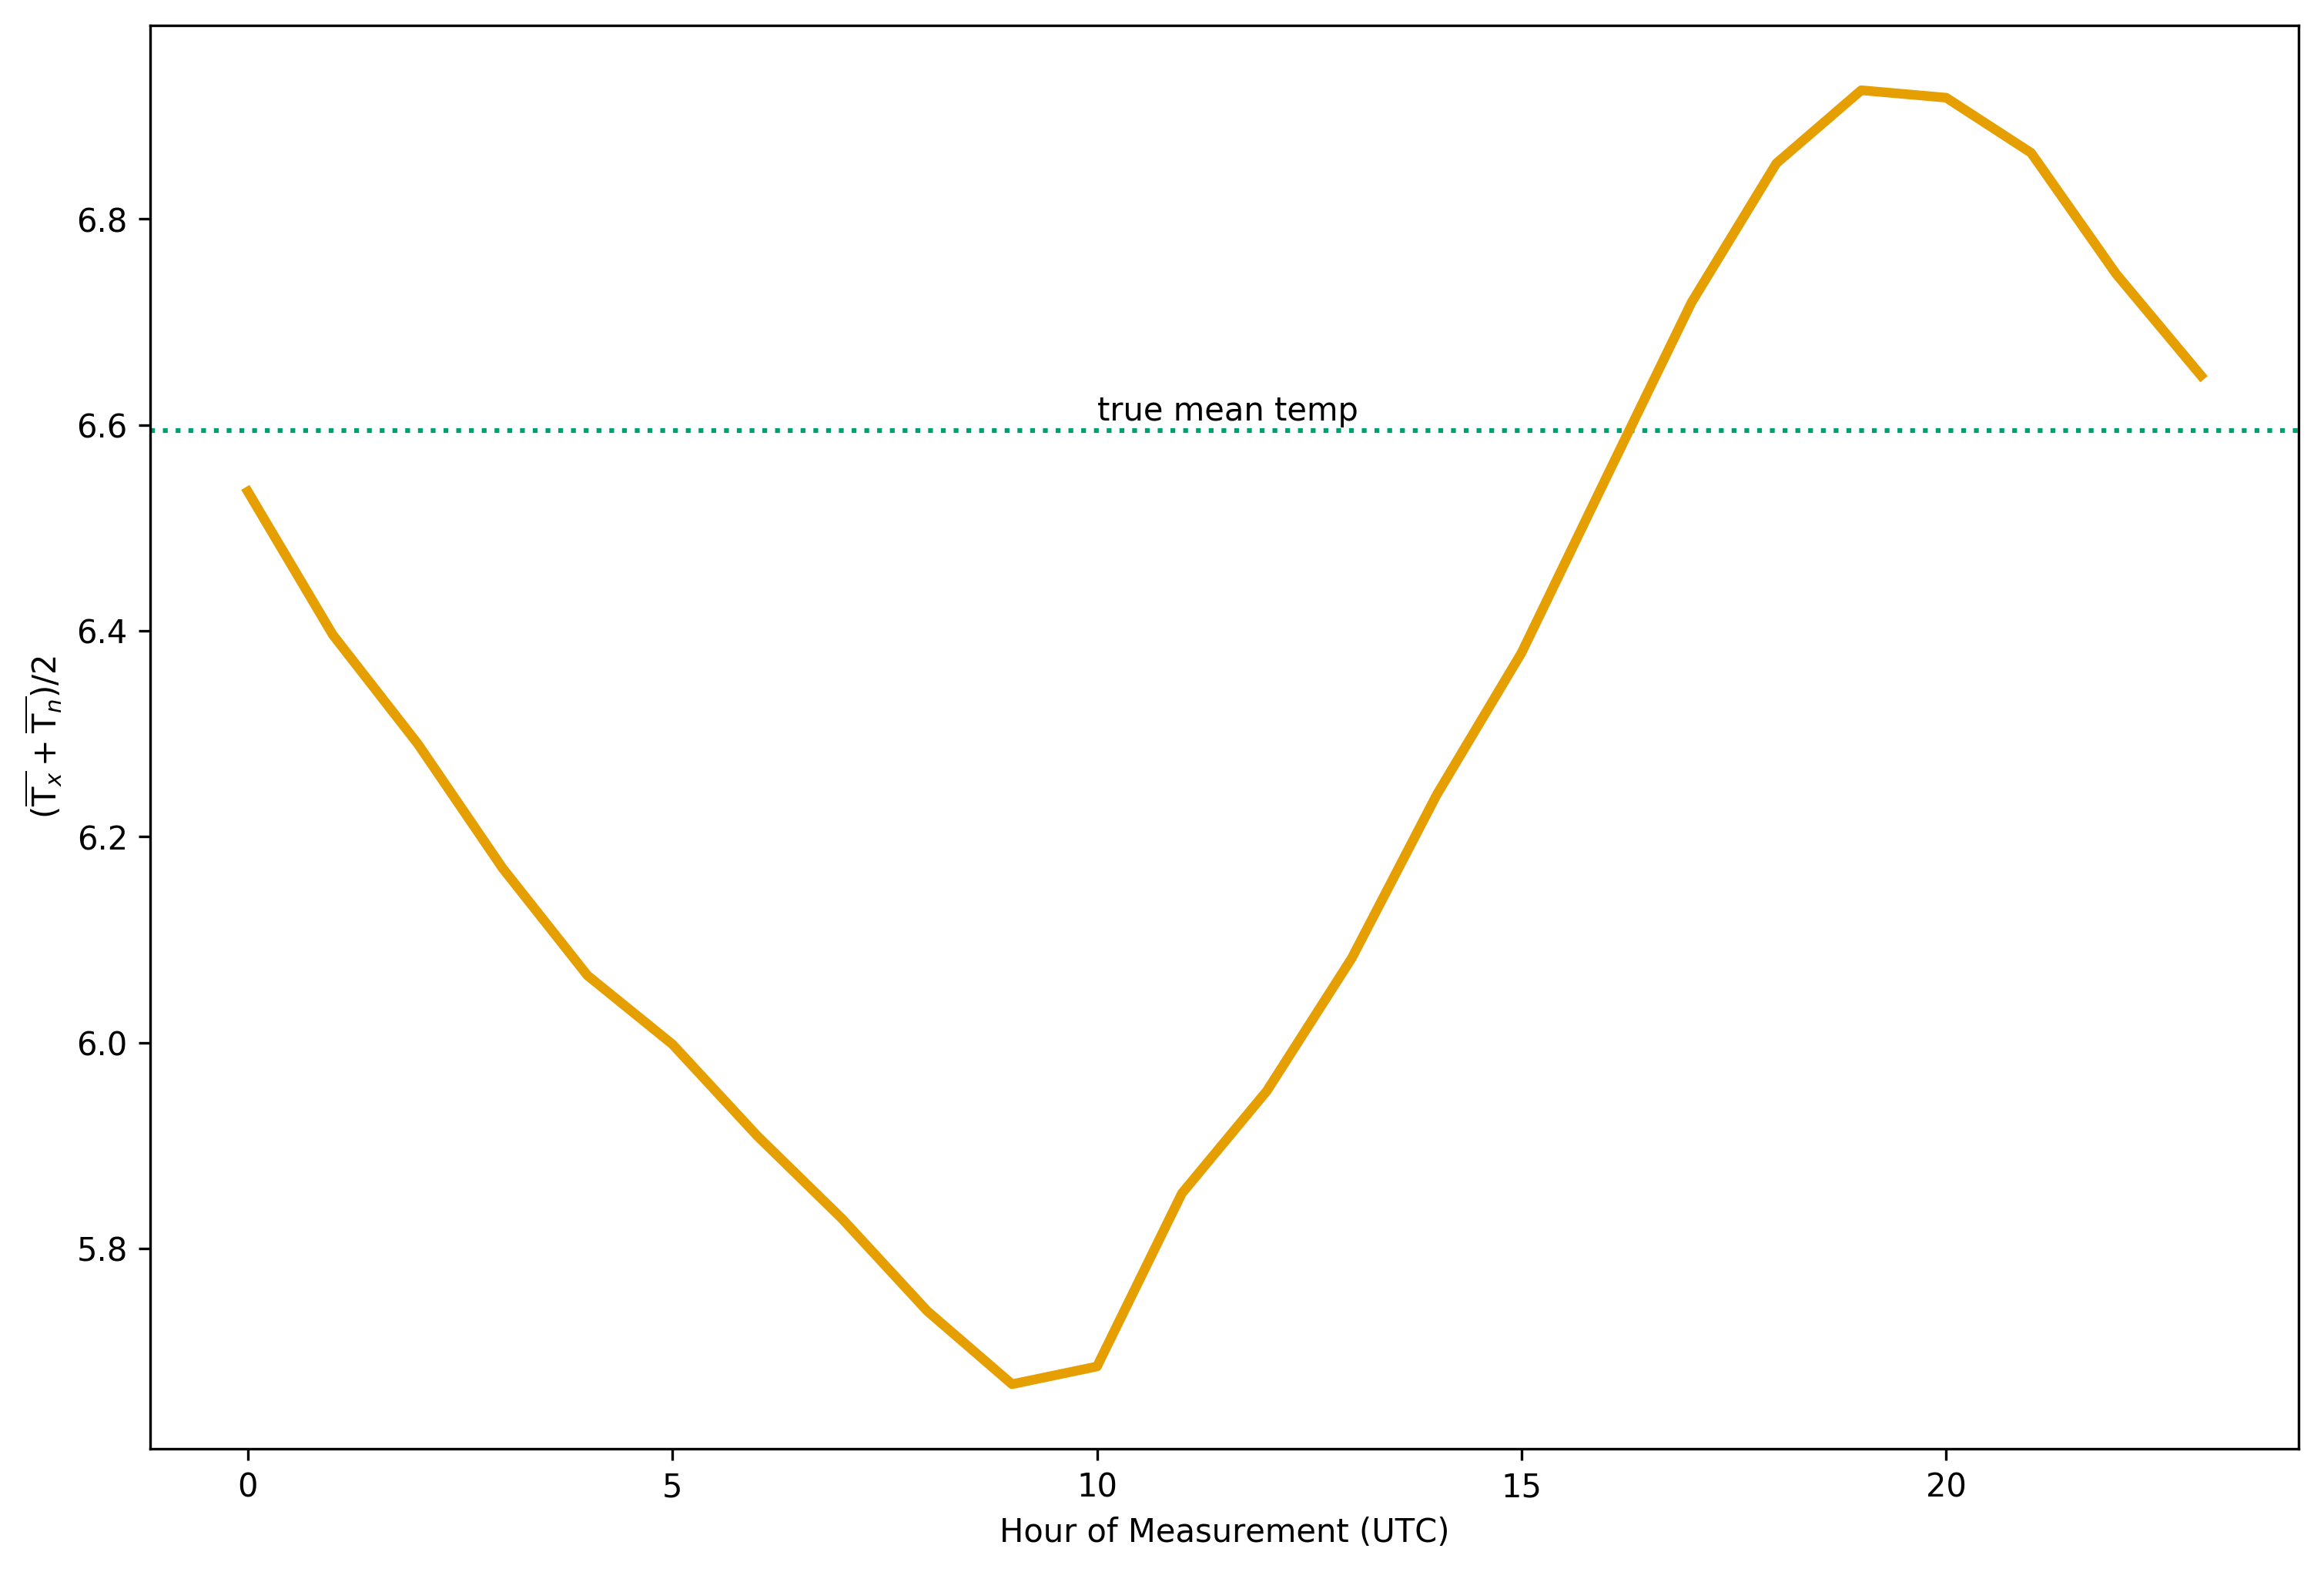 6.8
6.6
6.4
6.2
6.0
5.8
(T̅ₓ + T̅ₙ)/2
true mean temp
0 5 10 15 20
Hour of Measurement (UTC)